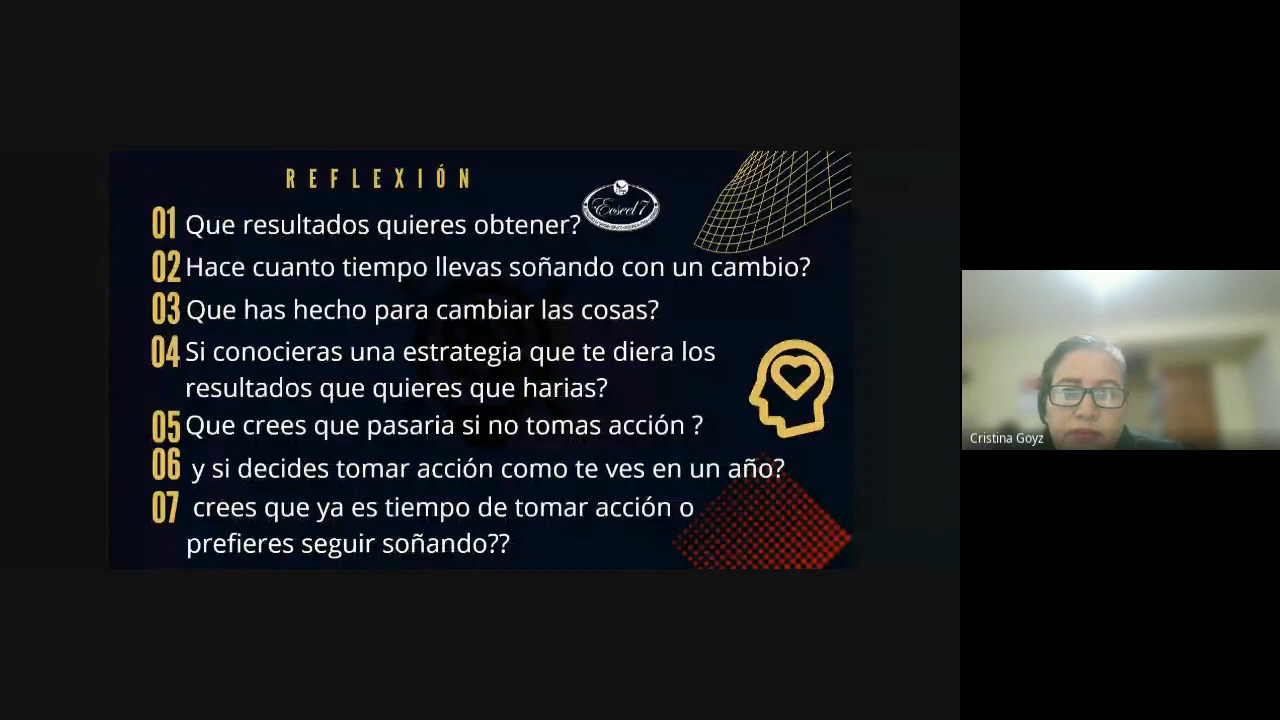 REFLEXIÓN
Eoseel7
01 Que resultados quieres obtener?
02 Hace cuanto tiempo llevas soñando con un cambio?
03 Que has hecho para cambiar las cosas?
04 Si conocieras una estrategia que te diera los
resultados que quieres que harias?
05 Que crees que pasaria si no tomas acción ?
06 y si decides tomar acción como te ves en un año?
07 crees que ya es tiempo de tomar acción o
prefieres seguir soñando??
Cristina Goyz